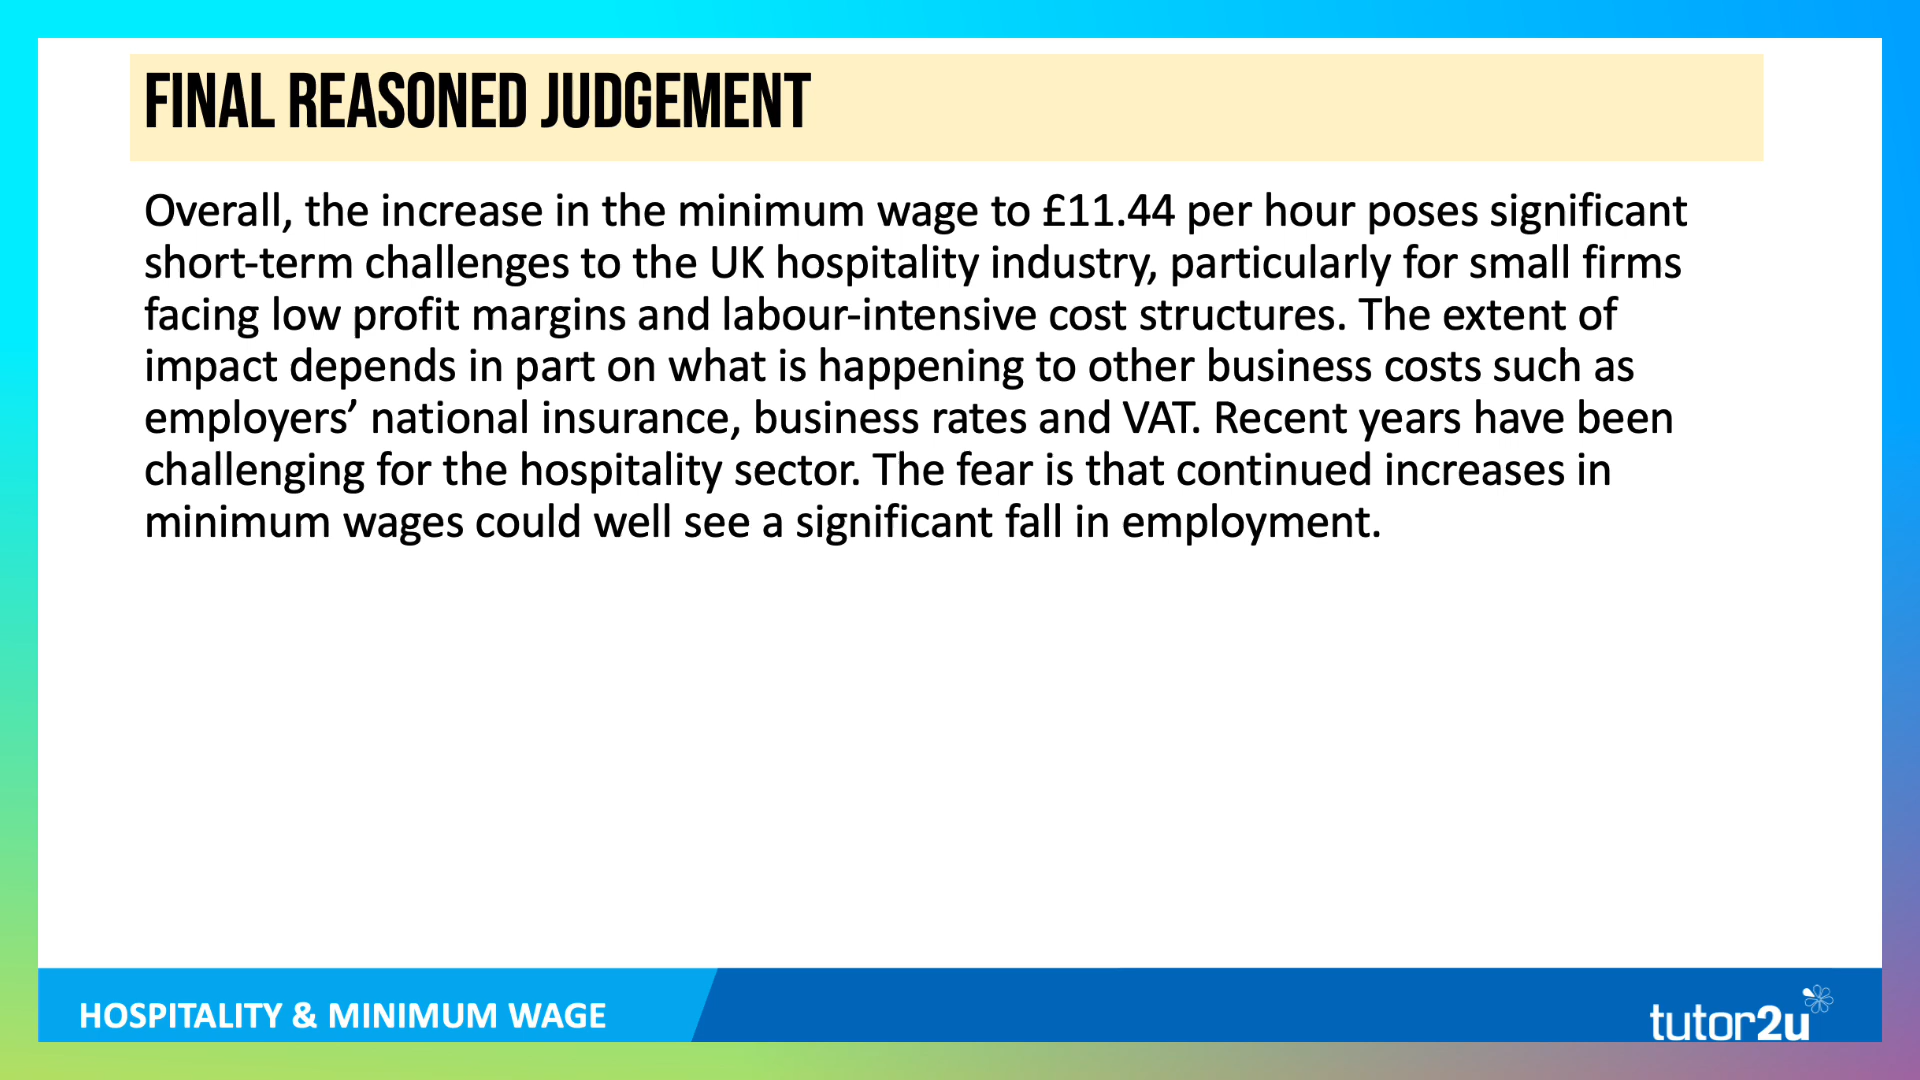 FINAL REASONED JUDGEMENT
Overall, the increase in the minimum wage to £11.44 per hour poses significant
short-term challenges to the UK hospitality industry, particularly for small firms
facing low profit margins and labour-intensive cost structures. The extent of
impact depends in part on what is happening to other business costs such as
employers’ national insurance, business rates and VAT. Recent years have been
challenging for the hospitality sector. The fear is that continued increases in
minimum wages could well see a significant fall in employment.
HOSPITALITY & MINIMUM WAGE
tutor2u